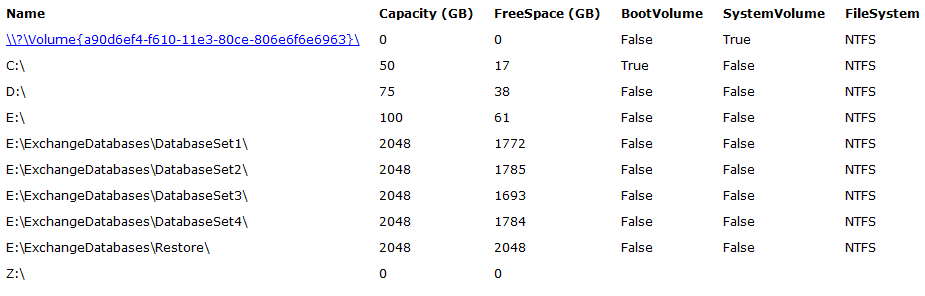 Name Capacity (GB) FreeSpace (GB) BootVolume SystemVolume FileSystem
\\?\Volume{a90d6ef4-f610-11e3-80ce-806e6f6e6963}\ 0 0 False True NTFS
C:\ 50 17 True False NTFS
D:\ 75 38 False False NTFS
E:\ 100 61 False False NTFS
E:\ExchangeDatabases\DatabaseSet1\ 2048 1772 False False NTFS
E:\ExchangeDatabases\DatabaseSet2\ 2048 1785 False False NTFS
E:\ExchangeDatabases\DatabaseSet3\ 2048 1693 False False NTFS
E:\ExchangeDatabases\DatabaseSet4\ 2048 1784 False False NTFS
E:\ExchangeDatabases\Restore\ 2048 2048 False False NTFS
Z:\ 0 0